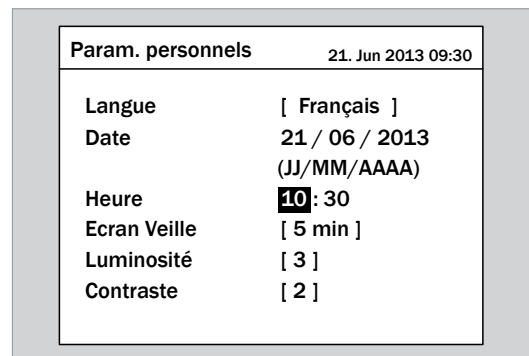 Param. personnels 21. Jun 2013 09:30
Langue [ Français ]
Date 21 / 06 / 2013
(JJ/MM/AAAA)
Heure 10 : 30
Ecran Veille [ 5 min ]
Luminosité [ 3 ]
Contraste [ 2 ]